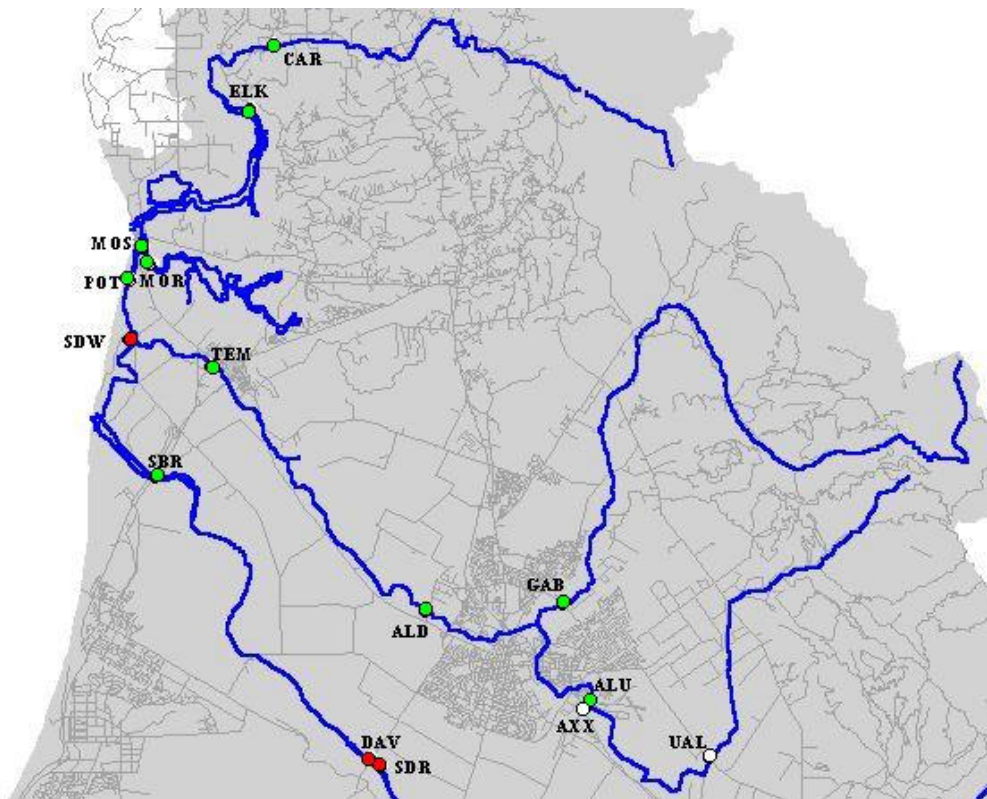 CAR
ELK
MOS
POT
MOR
SDW
TEM
SBR
GAB
ALD
ALU
AXX
UAL
DAV
SDR